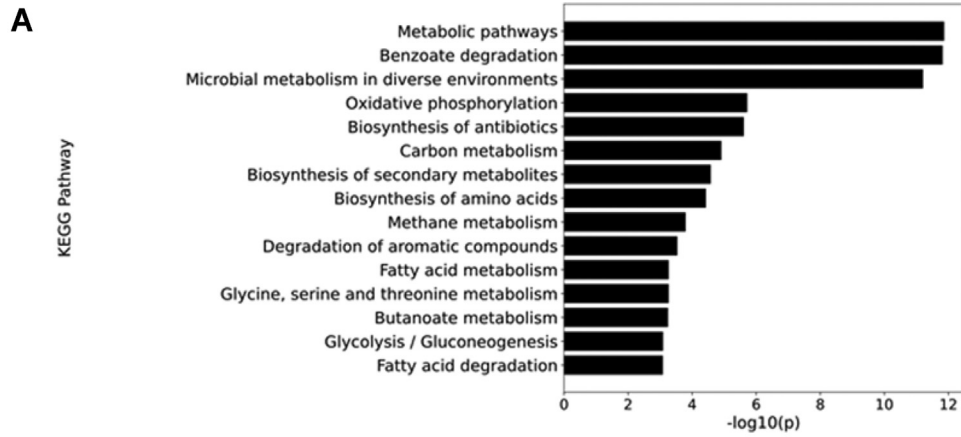 A
KEGG Pathway
Metabolic pathways
Benzoate degradation
Microbial metabolism in diverse environments
Oxidative phosphorylation
Biosynthesis of antibiotics
Carbon metabolism
Biosynthesis of secondary metabolites
Biosynthesis of amino acids
Methane metabolism
Degradation of aromatic compounds
Fatty acid metabolism
Glycine, serine and threonine metabolism
Butanoate metabolism
Glycolysis / Gluconeogenesis
Fatty acid degradation
0 2 4 6 8 10 12
-log10(p)